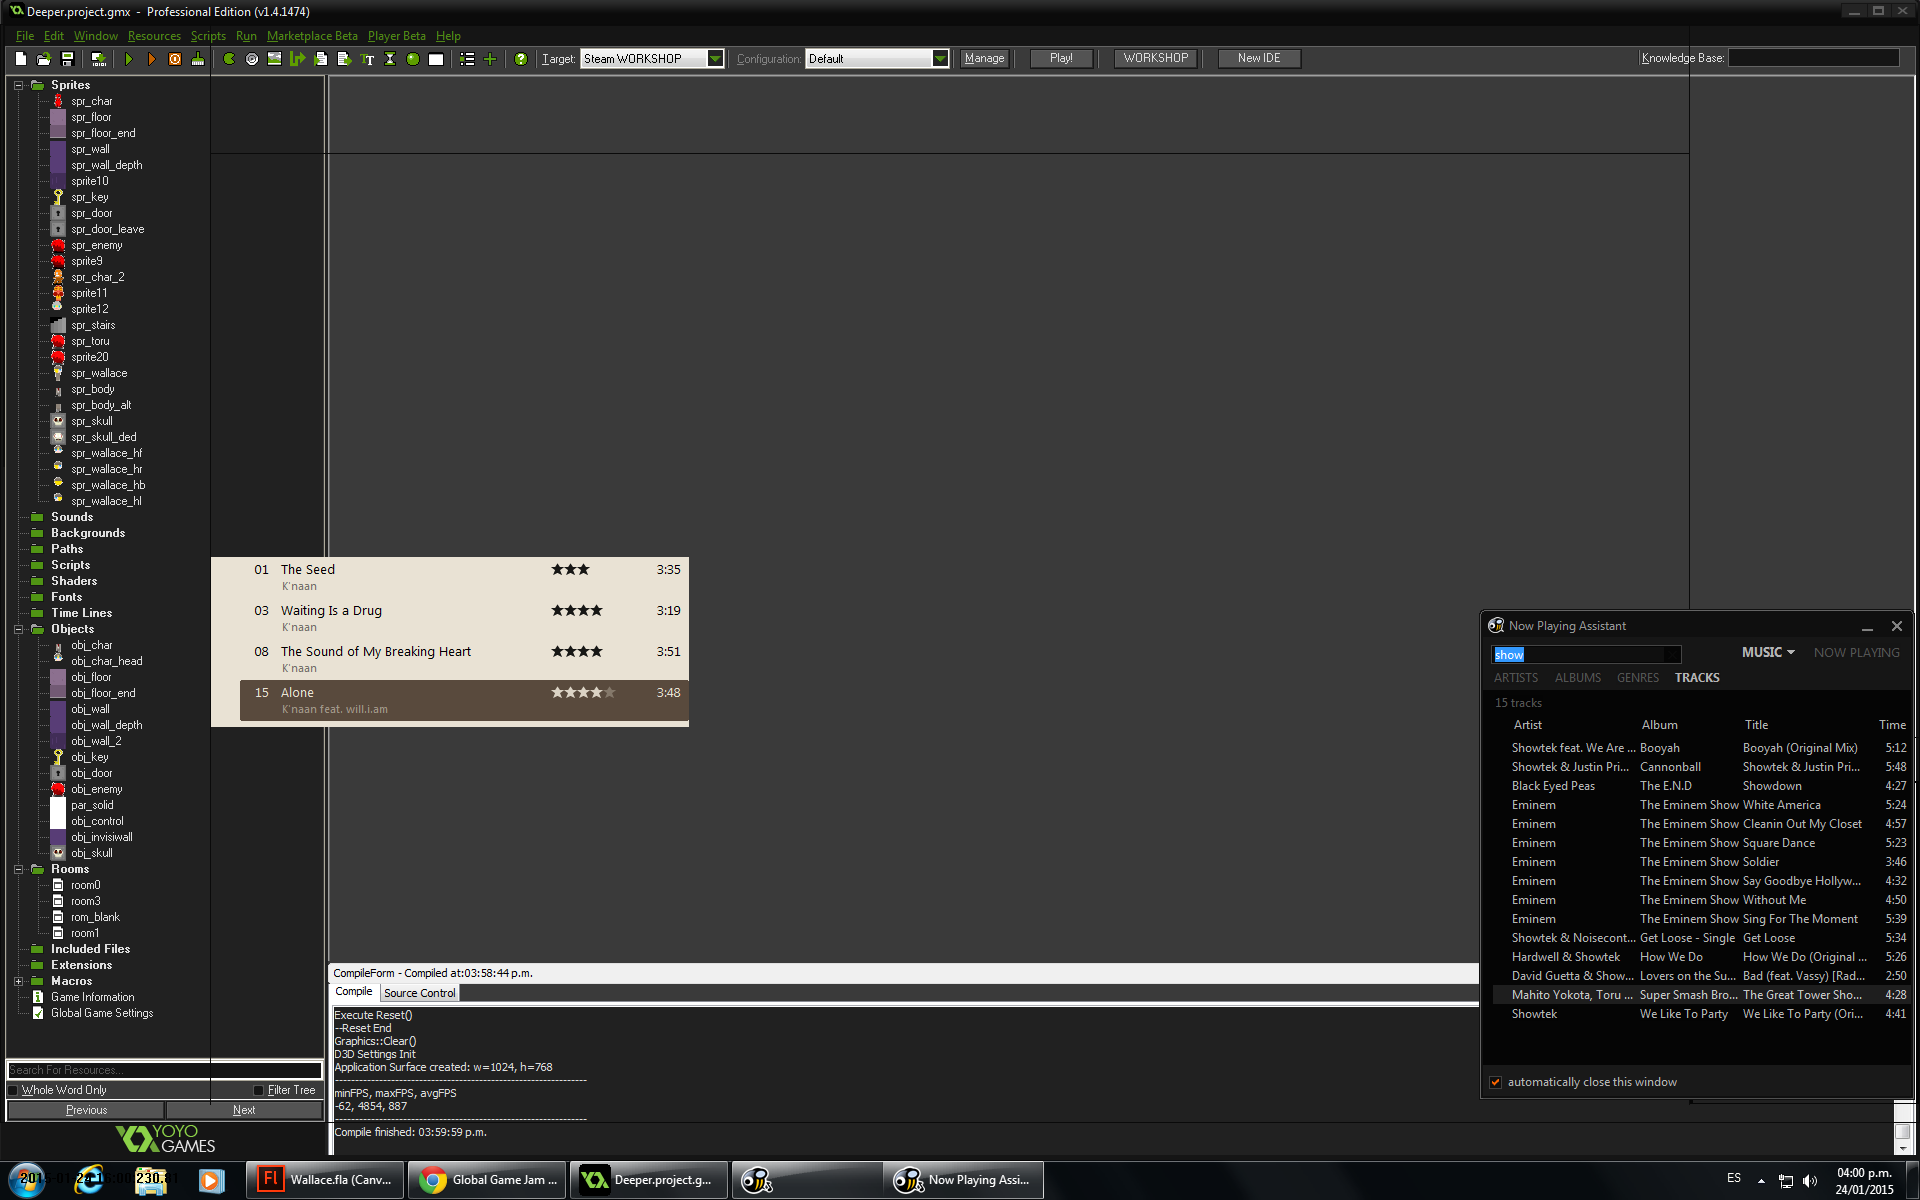 Deeper.project.gmx - Professional Edition (v1.4.1474)
File Edit Window Resources Scripts Run Marketplace Beta Player Beta Help
Target: Steam WORKSHOP Configuration: Default Manage Play! WORKSHOP New IDE Knowledge Base:
Sprites
spr_char
spr_floor
spr_floor_end
spr_wall
spr_wall_depth
sprite10
spr_key
spr_door
spr_door_leave
spr_enemy
sprite9
spr_char_2
sprite11
sprite12
spr_stairs
spr_toru
sprite20
spr_wallace
spr_body
spr_body_alt
spr_skull
spr_skull_ded
spr_wallace_hf
spr_wallace_hr
spr_wallace_hb
spr_wallace_hl
Sounds
Backgrounds
Paths
Scripts
Shaders
Fonts
Time Lines
Objects
obj_char
obj_char_head
obj_floor
obj_floor_end
obj_wall
obj_wall_depth
obj_wall_2
obj_key
obj_door
obj_enemy
par_solid
obj_control
obj_invisiwall
obj_skull
Rooms
room0
room3
rom_blank
room1
Included Files
Extensions
Macros
Game Information
Global Game Settings
Search For Resources...
Whole Word Only Filter Tree
Previous Next
YOYO
GAMES
01 The Seed ★★★ 3:35
K'naan
03 Waiting Is a Drug ★★★★ 3:19
K'naan
08 The Sound of My Breaking Heart ★★★★ 3:51
K'naan
15 Alone ★★★★★ 3:48
K'naan feat. will.i.am
CompileForm - Compiled at:03:58:44 p.m.
Compile Source Control
Execute Reset()
--Reset End
Graphics::Clear()
D3D Settings Init
Application Surface created: w=1024, h=768
minFPS, maxFPS, avgFPS
-62, 4854, 887
Compile finished: 03:59:59 p.m.
Now Playing Assistant
show MUSIC NOW PLAYING
ARTISTS ALBUMS GENRES TRACKS
15 tracks
Artist Album Title Time
Showtek feat. We Are ... Booyah Booyah (Original Mix) 5:12
Showtek & Justin Pri... Cannonball Showtek & Justin Pri... 5:48
Black Eyed Peas The E.N.D Showdown 4:27
Eminem The Eminem Show White America 5:24
Eminem The Eminem Show Cleanin Out My Closet 4:57
Eminem The Eminem Show Square Dance 5:23
Eminem The Eminem Show Soldier 3:46
Eminem The Eminem Show Say Goodbye Hollyw... 4:32
Eminem The Eminem Show Without Me 4:50
Eminem The Eminem Show Sing For The Moment 5:39
Showtek & Noisecont... Get Loose - Single Get Loose 5:34
Hardwell & Showtek How We Do How We Do (Original ... 5:26
David Guetta & Show... Lovers on the Su... Bad (feat. Vassy) [Rad... 2:50
Mahito Yokota, Toru ... Super Smash Bro... The Great Tower Sho... 4:28
Showtek We Like To Party We Like To Party (Ori... 4:41
automatically close this window
Fl Wallace.fla (Canv... Global Game Jam ... Deeper.project.g... Now Playing Assi... ES 04:00 p.m.
24/01/2015